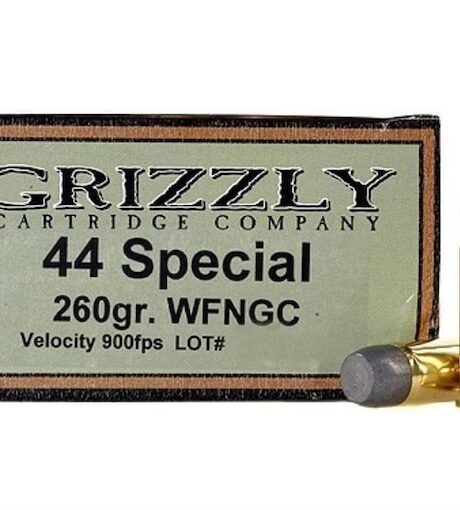 GRIZZLY
CARTRIDGE COMPANY
44 Special
260gr. WFNGC
Velocity 900fps LOT#